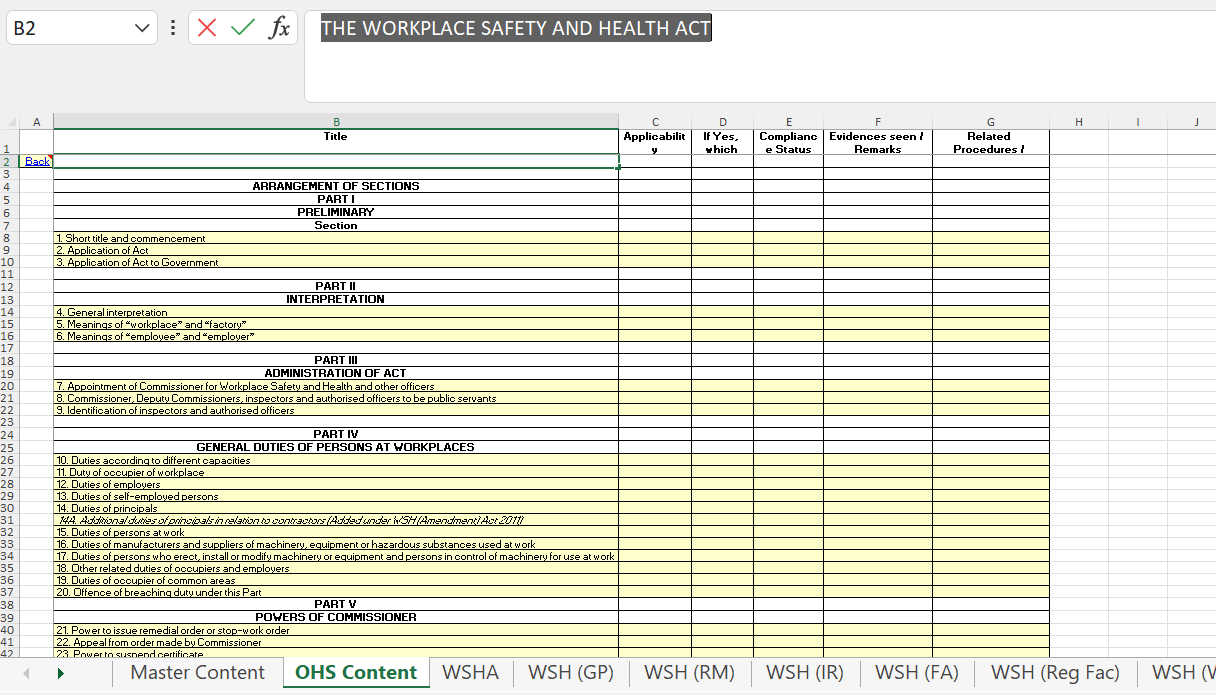 B2
fx
THE WORKPLACE SAFETY AND HEALTH ACT
A B C D E F G H I J
1 Title Applicability If Yes, which Compliance Status Evidences seen / Remarks Related Procedures /
2 Back
3
4 ARRANGEMENT OF SECTIONS
5 PART I
6 PRELIMINARY
7 Section
8 1. Short title and commencement
9 2. Application of Act
10 3. Application of Act to Government
11
12 PART II
13 INTERPRETATION
14 4. General interpretation
15 5. Meanings of “workplace” and “factory”
16 6. Meanings of “employee” and “employer”
17
18 PART III
19 ADMINISTRATION OF ACT
20 7. Appointment of Commissioner for Workplace Safety and Health and other officers
21 8. Commissioner, Deputy Commissioners, inspectors and authorised officers to be public servants
22 9. Identification of inspectors and authorised officers
23
24 PART IV
25 GENERAL DUTIES OF PERSONS AT WORKPLACES
26 10. Duties according to different capacities
27 11. Duty of occupier of workplace
28 12. Duties of employers
29 13. Duties of self-employed persons
30 14. Duties of principals
31 14A. Additional duties of principals in relation to contractors (Added under WSH (Amendment) Act 2011)
32 15. Duties of persons at work
33 16. Duties of manufacturers and suppliers of machinery, equipment or hazardous substances used at work
34 17. Duties of persons who erect, install or modify machinery or equipment and persons in control of machinery for use at work
35 18. Other related duties of occupiers and employers
36 19. Duties of occupier of common areas
37 20. Offence of breaching duty under this Part
38 PART V
39 POWERS OF COMMISSIONER
40 21. Power to issue remedial order or stop-work order
41 22. Appeal from order made by Commissioner
42 23. Power to suspend certificate
Master Content OHS Content WSHA WSH (GP) WSH (RM) WSH (IR) WSH (FA) WSH (Reg Fac) WSH